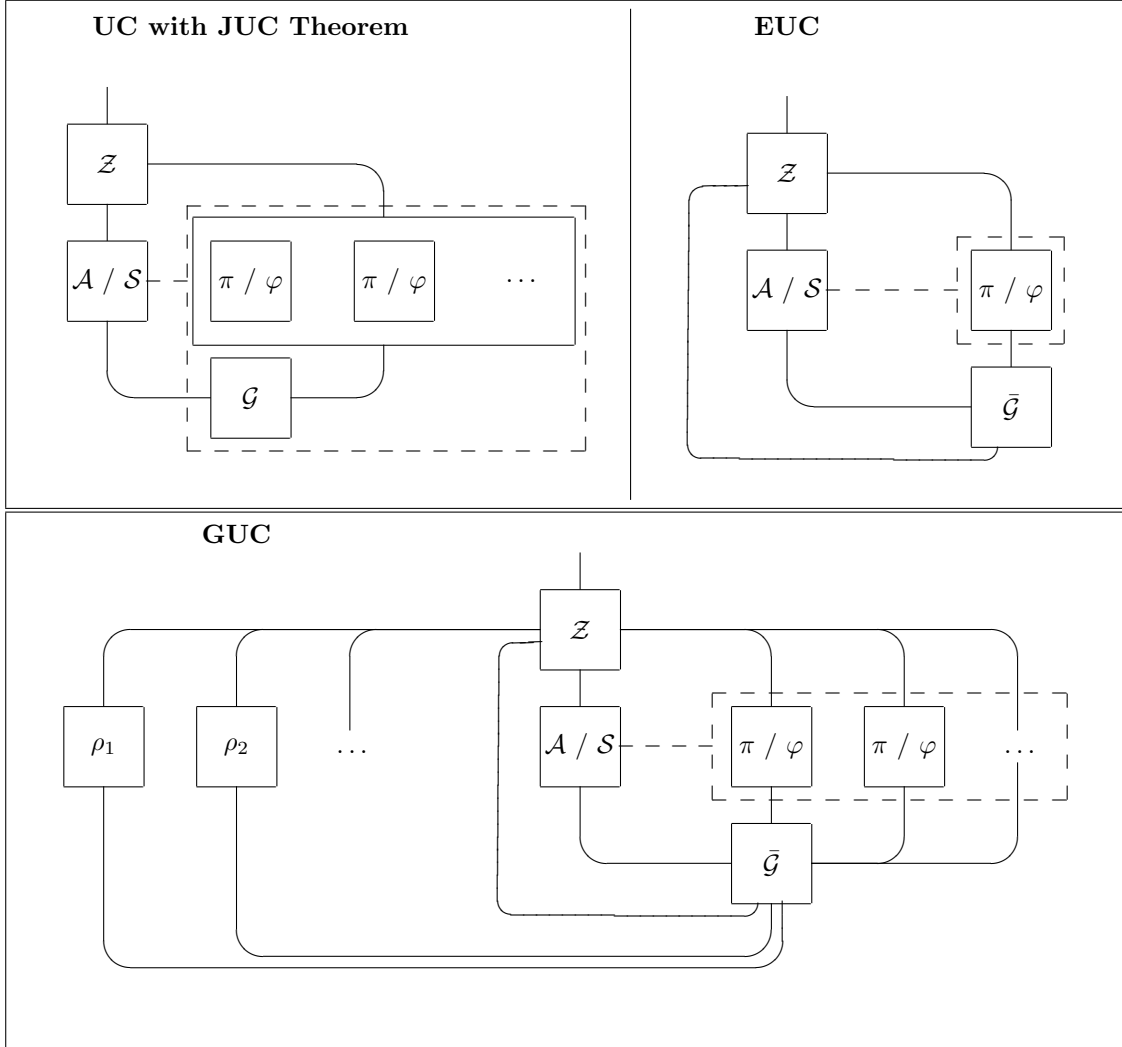 UC with JUC Theorem
𝒵
𝒜 / 𝒮
π / φ
π / φ
...
𝒢
EUC
𝒵
𝒜 / 𝒮
π / φ
𝒢̄
GUC
𝒵
ρ₁
ρ₂
...
𝒜 / 𝒮
π / φ
π / φ
...
𝒢̄